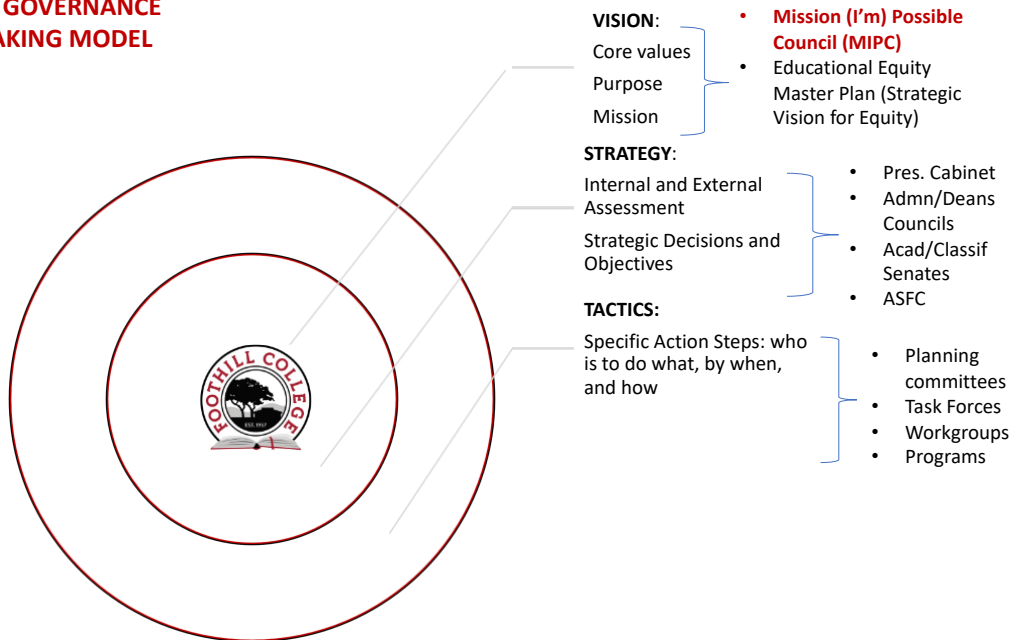 GOVERNANCE
AKING MODEL
VISION:
Core values
Purpose
Mission
• Mission (I’m) Possible
Council (MIPC)
• Educational Equity
Master Plan (Strategic
Vision for Equity)
STRATEGY:
Internal and External
Assessment
Strategic Decisions and
Objectives
• Pres. Cabinet
• Admn/Deans
Councils
• Acad/Classif
Senates
• ASFC
TACTICS:
Specific Action Steps: who
is to do what, by when,
and how
• Planning
committees
• Task Forces
• Workgroups
• Programs
FOOTHILL COLLEGE
EST. 1957